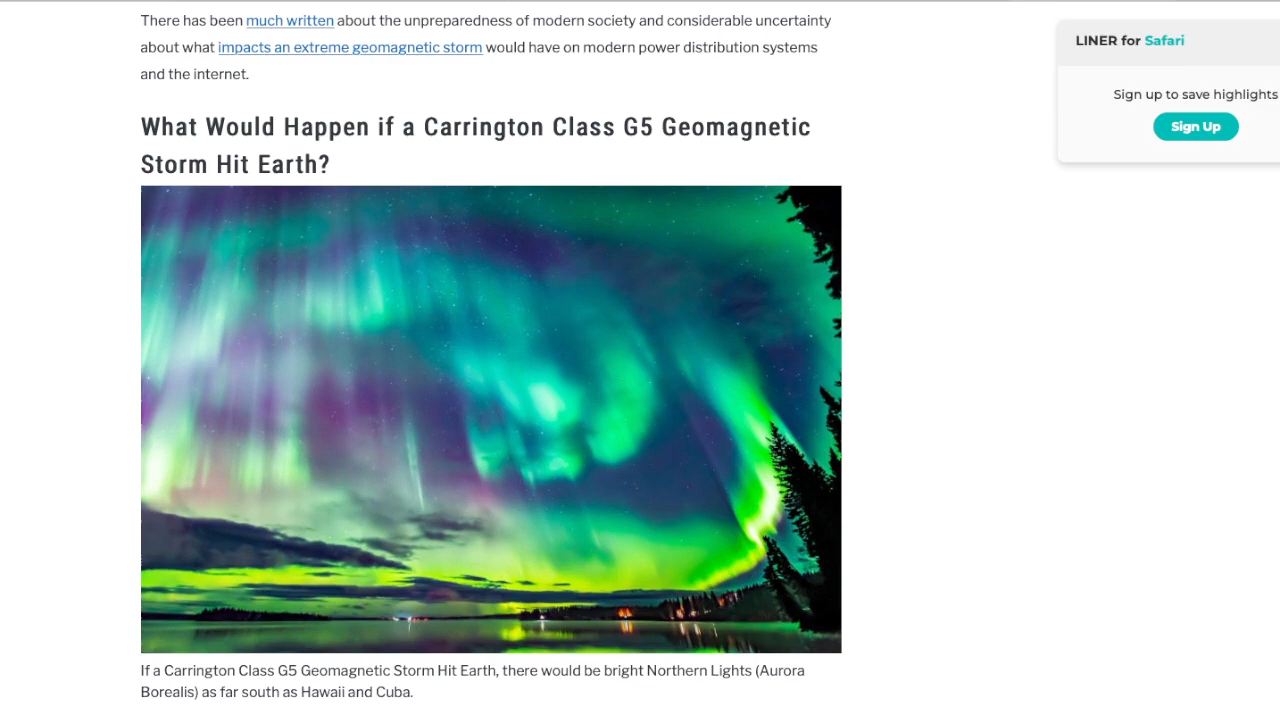 There has been much written about the unpreparedness of modern society and considerable uncertainty
about what impacts an extreme geomagnetic storm would have on modern power distribution systems
and the internet.
What Would Happen if a Carrington Class G5 Geomagnetic
Storm Hit Earth?
If a Carrington Class G5 Geomagnetic Storm Hit Earth, there would be bright Northern Lights (Aurora
Borealis) as far south as Hawaii and Cuba.
LINER for Safari
Sign up to save highlights
Sign Up